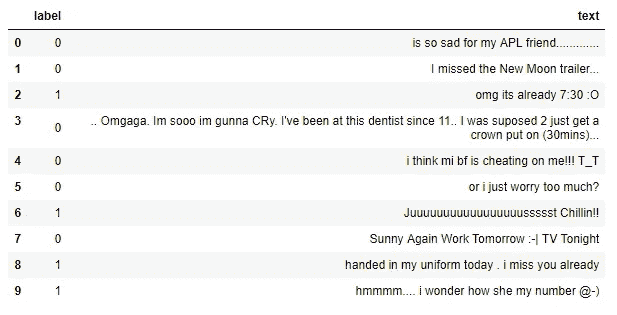 label text
0 0 is so sad for my APL friend.............
1 0 I missed the New Moon trailer...
2 1 omg its already 7:30 :O
3 0 .. Omgaga. Im sooo im gunna CRy. I've been at this dentist since 11.. I was suposed 2 just get a
crown put on (30mins)...
4 0 i think mi bf is cheating on me!!! T_T
5 0 or i just worry too much?
6 1 Juuuuuuuuuuuuuuuuussssst Chillin!!
7 0 Sunny Again Work Tomorrow :-| TV Tonight
8 1 handed in my uniform today . i miss you already
9 1 hmmmm.... i wonder how she my number @-)